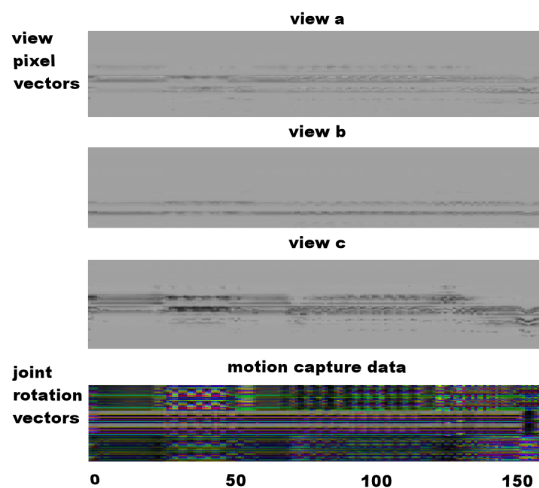 view a
view
pixel
vectors
view b
view c
motion capture data
joint
rotation
vectors
0 50 100 150